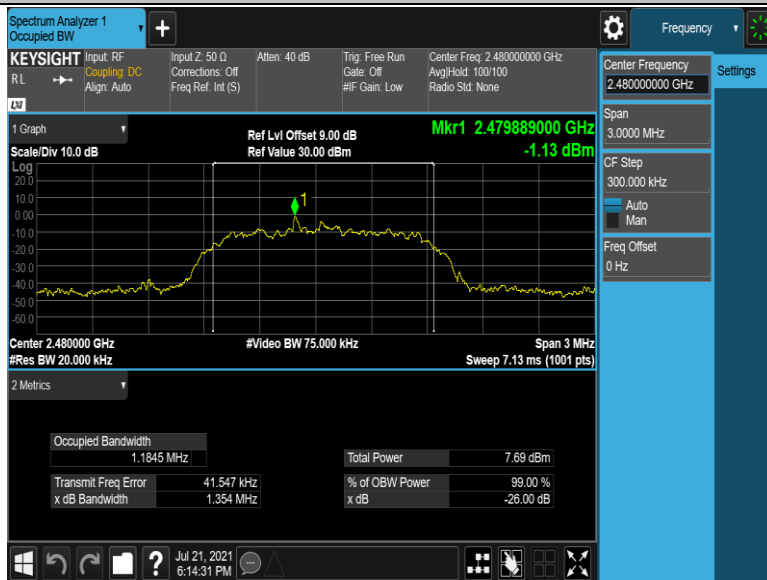 Spectrum Analyzer 1
Occupied BW
+
Frequency
KEYSIGHT
RL
LXI
Input: RF
Coupling: DC
Align: Auto
Input Z: 50 Ω
Corrections: Off
Freq Ref: Int (S)
Atten: 40 dB
Trig: Free Run
Gate: Off
#IF Gain: Low
Center Freq: 2.480000000 GHz
Avg|Hold: 100/100
Radio Std: None
Center Frequency
2.480000000 GHz
Settings
Span
3.0000 MHz
CF Step
300.000 kHz
Auto
Man
Freq Offset
0 Hz
1 Graph
Scale/Div 10.0 dB
Ref Lvl Offset 9.00 dB
Ref Value 30.00 dBm
Mkr1 2.479889000 GHz
-1.13 dBm
Log
20.0
10.0
0.00
-10.0
-20.0
-30.0
-40.0
-50.0
-60.0
1
Center 2.480000 GHz
#Video BW 75.000 kHz
Span 3 MHz
#Res BW 20.000 kHz
Sweep 7.13 ms (1001 pts)
2 Metrics
Occupied Bandwidth
1.1845 MHz
Total Power 7.69 dBm
Transmit Freq Error 41.547 kHz
% of OBW Power 99.00 %
x dB Bandwidth 1.354 MHz
x dB -26.00 dB
?
Jul 21, 2021
6:14:31 PM